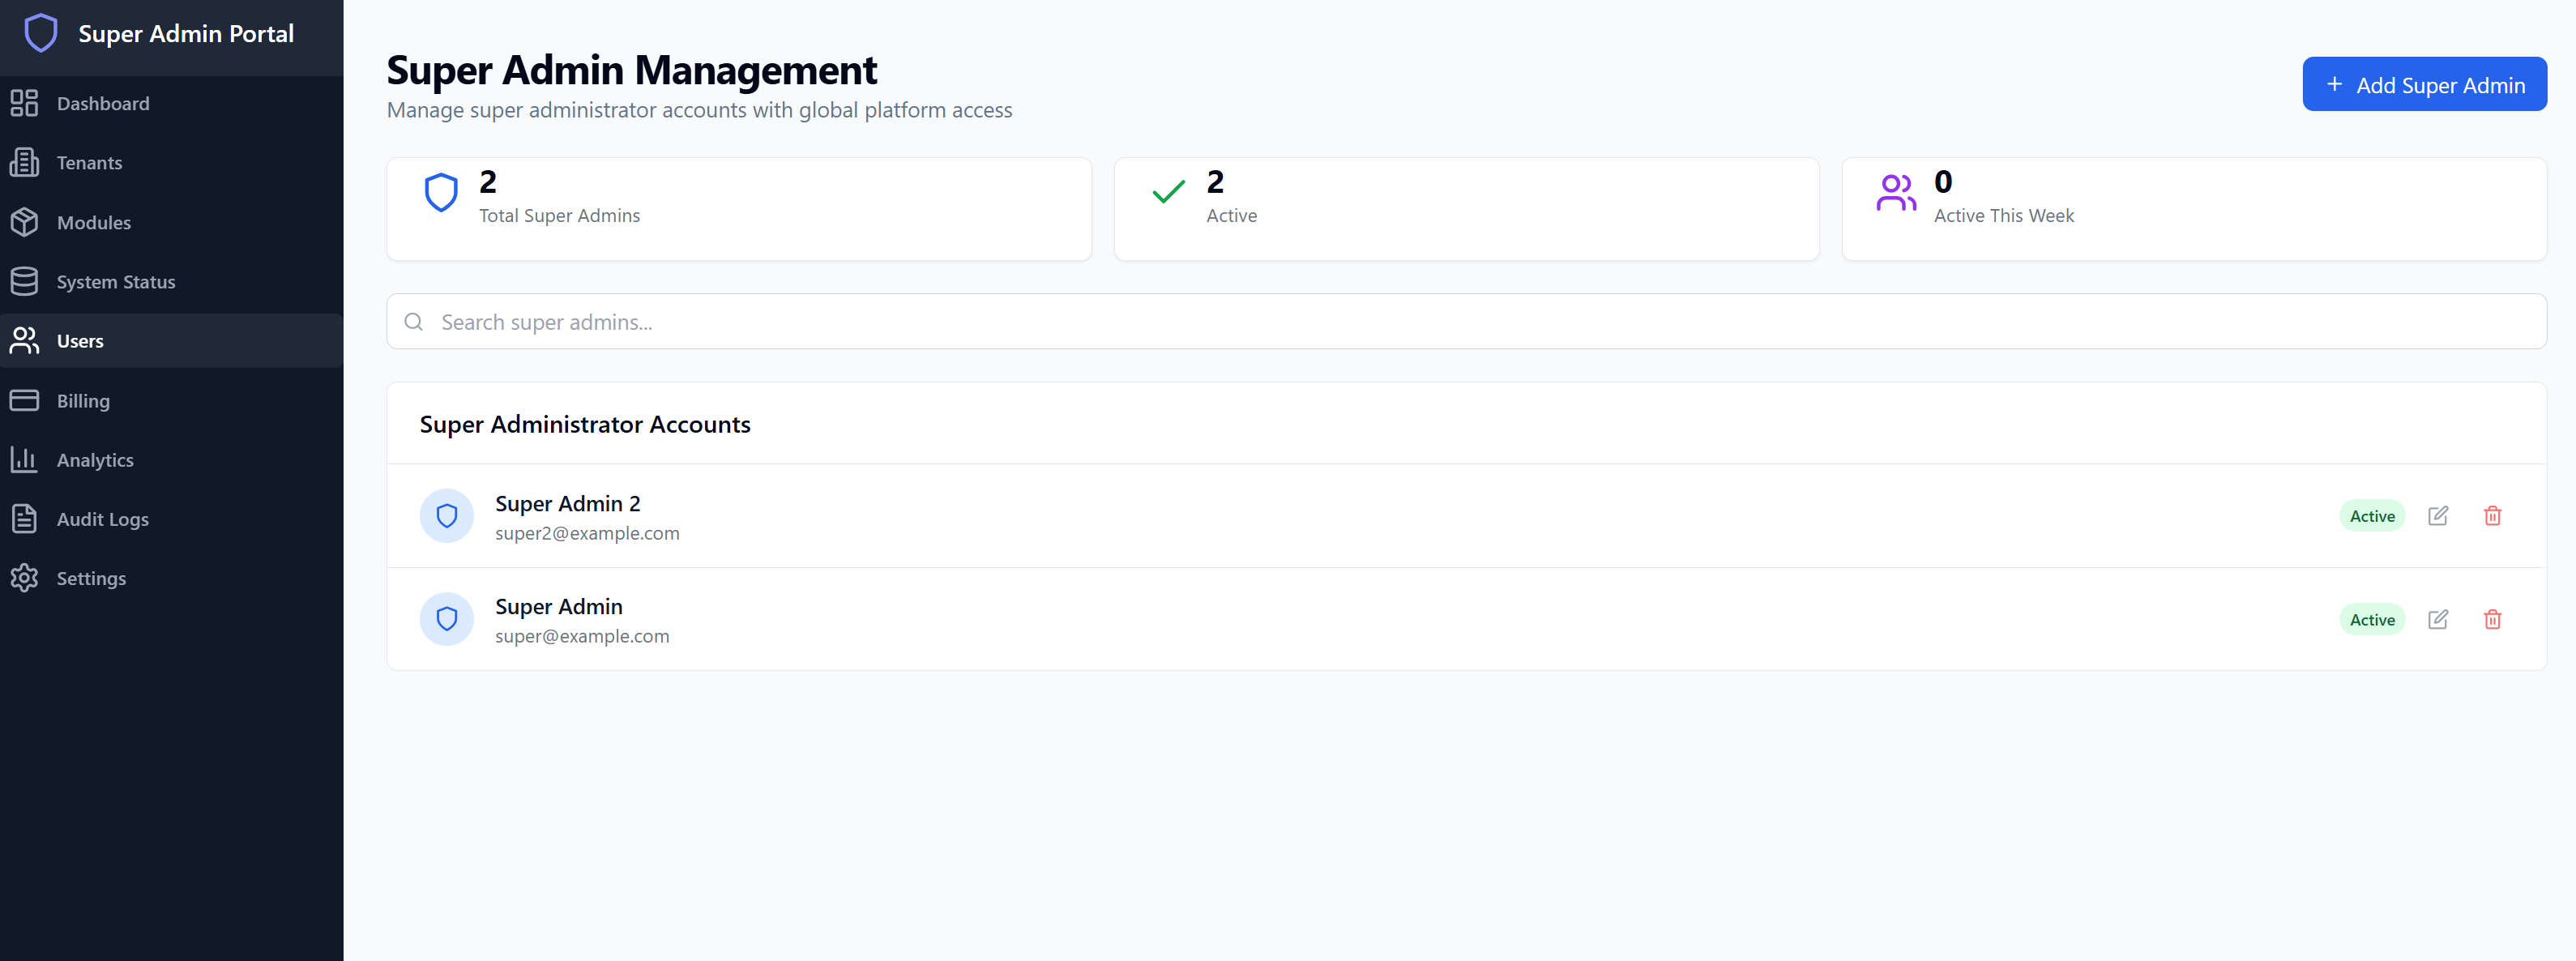 Super Admin Portal
Dashboard
Tenants
Modules
System Status
Users
Billing
Analytics
Audit Logs
Settings
Super Admin Management
Manage super administrator accounts with global platform access
+ Add Super Admin
2
Total Super Admins
2
Active
0
Active This Week
Search super admins...
Super Administrator Accounts
Super Admin 2
super2@example.com
Active
Super Admin
super@example.com
Active